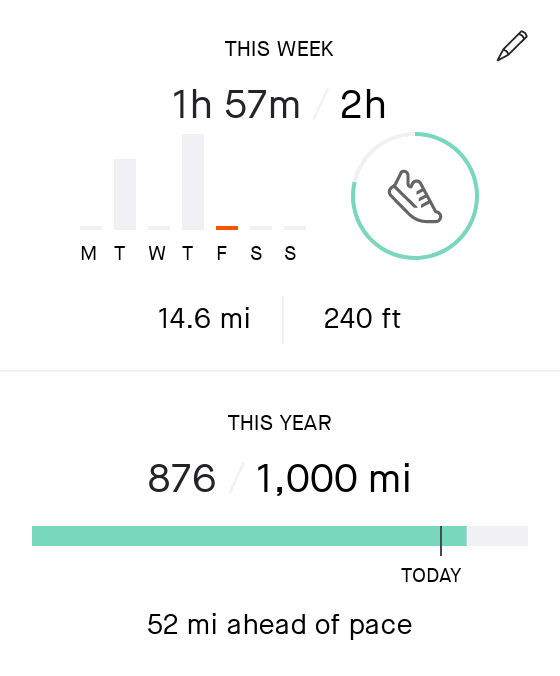 THIS WEEK
1h 57m / 2h
M T W T F S S
14.6 mi 240 ft
THIS YEAR
876 / 1,000 mi
TODAY
52 mi ahead of pace